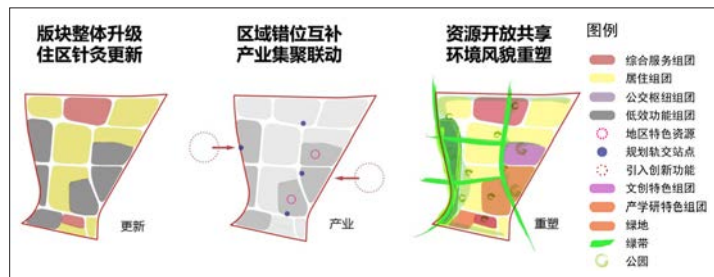 版块整体升级
住区针灸更新
区域错位互补
产业集聚联动
资源开放共享
环境风貌重塑
图例
综合服务组团
居住组团
公交枢纽组团
低效功能组团
地区特色资源
规划轨交站点
引入创新功能
文创特色组团
产学研特色组团
绿地
绿带
公园
更新
产业
重塑